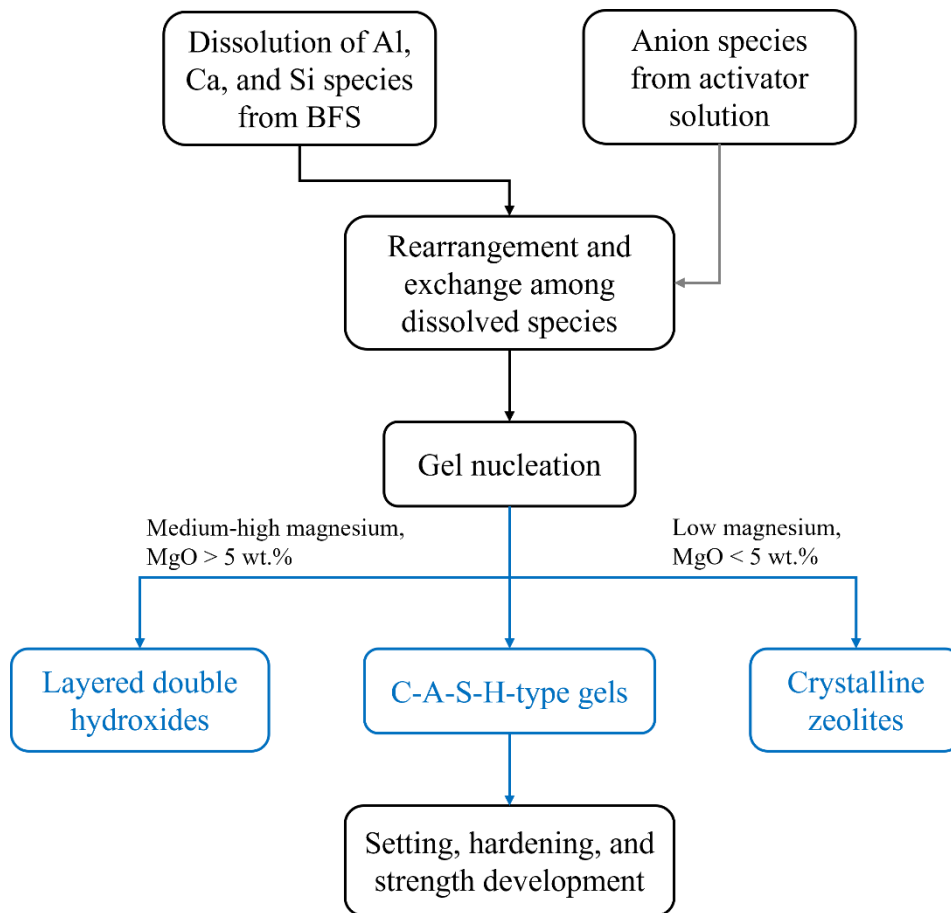 Dissolution of Al,
Ca, and Si species
from BFS
Anion species
from activator
solution
Rearrangement and
exchange among
dissolved species
Gel nucleation
Medium-high magnesium,
MgO > 5 wt.%
Low magnesium,
MgO < 5 wt.%
Layered double
hydroxides
C-A-S-H-type gels
Crystalline
zeolites
Setting, hardening, and
strength development